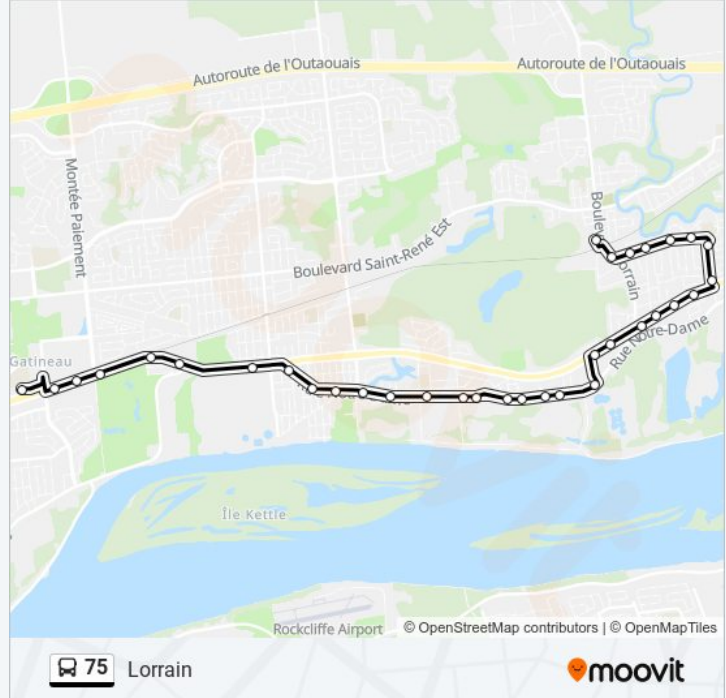 Autoroute de l'Outaouais
Autoroute de l'Outaouais
Montée Paiement
Boulevard Saint-René Est
Lorrain
Gatineau
Rue Notre-Dame
Île Kettle
Rockcliffe Airport
© OpenStreetMap contributors | © OpenMapTiles
75
Lorrain
moovit